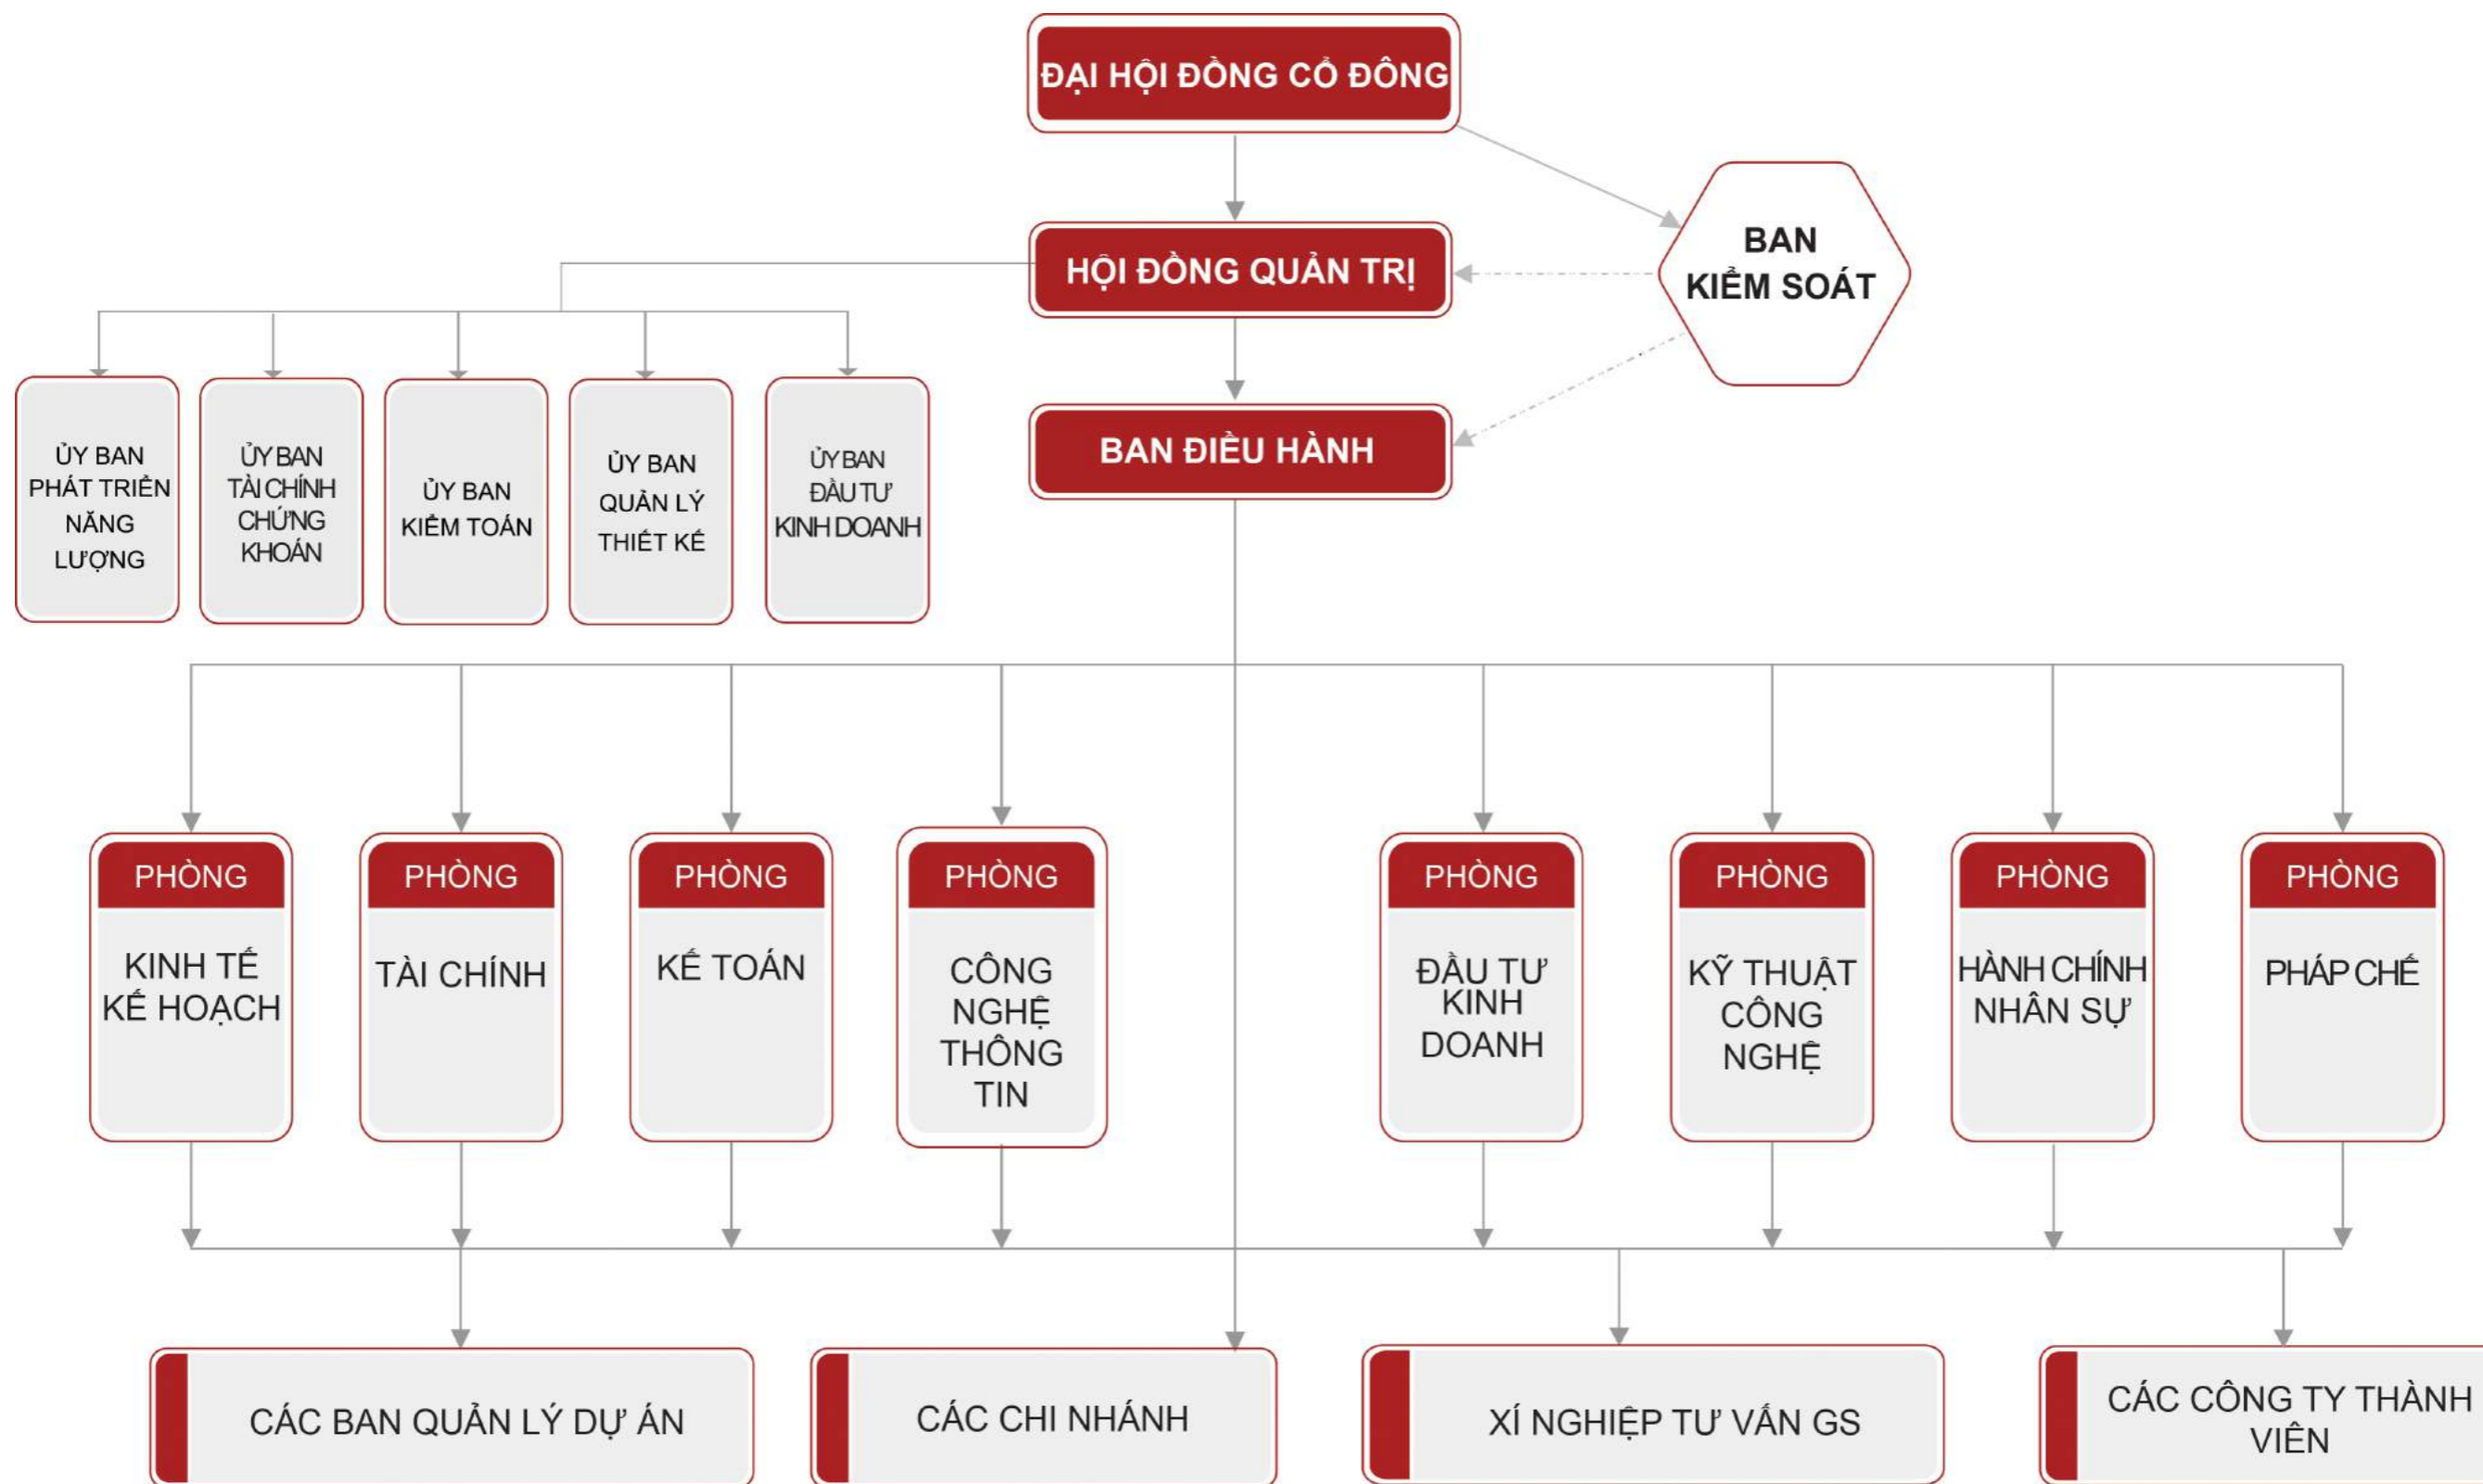 ĐẠI HỘI ĐỒNG CỔ ĐÔNG
BAN
KIỂM SOÁT
HỘI ĐỒNG QUẢN TRỊ
BAN ĐIỀU HÀNH
ỦY BAN
PHÁT TRIỂN
NĂNG
LƯỢNG
ỦY BAN
TÀI CHÍNH
CHỨNG
KHOÁN
ỦY BAN
KIỂM TOÁN
ỦY BAN
QUẢN LÝ
THIẾT KẾ
ỦY BAN
ĐẦU TƯ
KINH DOANH
PHÒNG
KINH TẾ
KẾ HOẠCH
PHÒNG
TÀI CHÍNH
PHÒNG
KẾ TOÁN
PHÒNG
CÔNG
NGHỆ
THÔNG
TIN
PHÒNG
ĐẦU TƯ
KINH
DOANH
PHÒNG
KỸ THUẬT
CÔNG
NGHỆ
PHÒNG
HÀNH CHÍNH
NHÂN SỰ
PHÒNG
PHÁP CHẾ
CÁC BAN QUẢN LÝ DỰ ÁN
CÁC CHI NHÁNH
XÍ NGHIỆP TƯ VẤN GS
CÁC CÔNG TY THÀNH
VIÊN